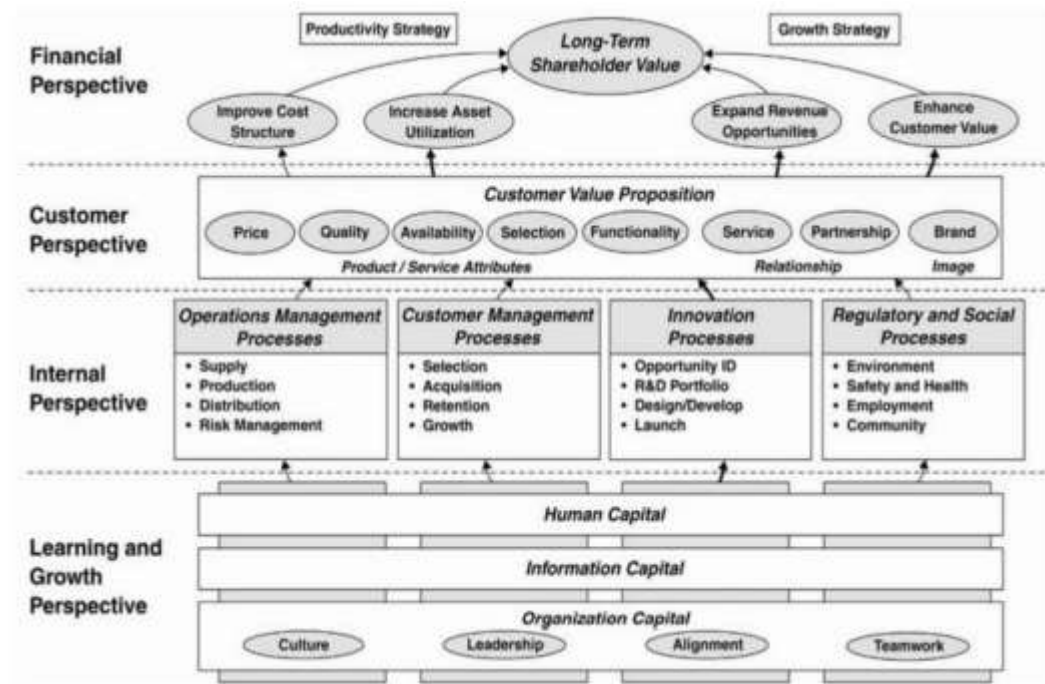 Productivity Strategy
Long-Term
Shareholder Value
Growth Strategy
Financial
Perspective
Improve Cost
Structure
Increase Asset
Utilization
Expand Revenue
Opportunities
Enhance
Customer Value
Customer
Perspective
Customer Value Proposition
Price
Quality
Availability
Selection
Functionality
Service
Partnership
Brand
Product / Service Attributes
Relationship
Image
Internal
Perspective
Operations Management
Processes
• Supply
• Production
• Distribution
• Risk Management
Customer Management
Processes
• Selection
• Acquisition
• Retention
• Growth
Innovation
Processes
• Opportunity ID
• R&D Portfolio
• Design/Develop
• Launch
Regulatory and Social
Processes
• Environment
• Safety and Health
• Employment
• Community
Learning and
Growth
Perspective
Human Capital
Information Capital
Organization Capital
Culture
Leadership
Alignment
Teamwork